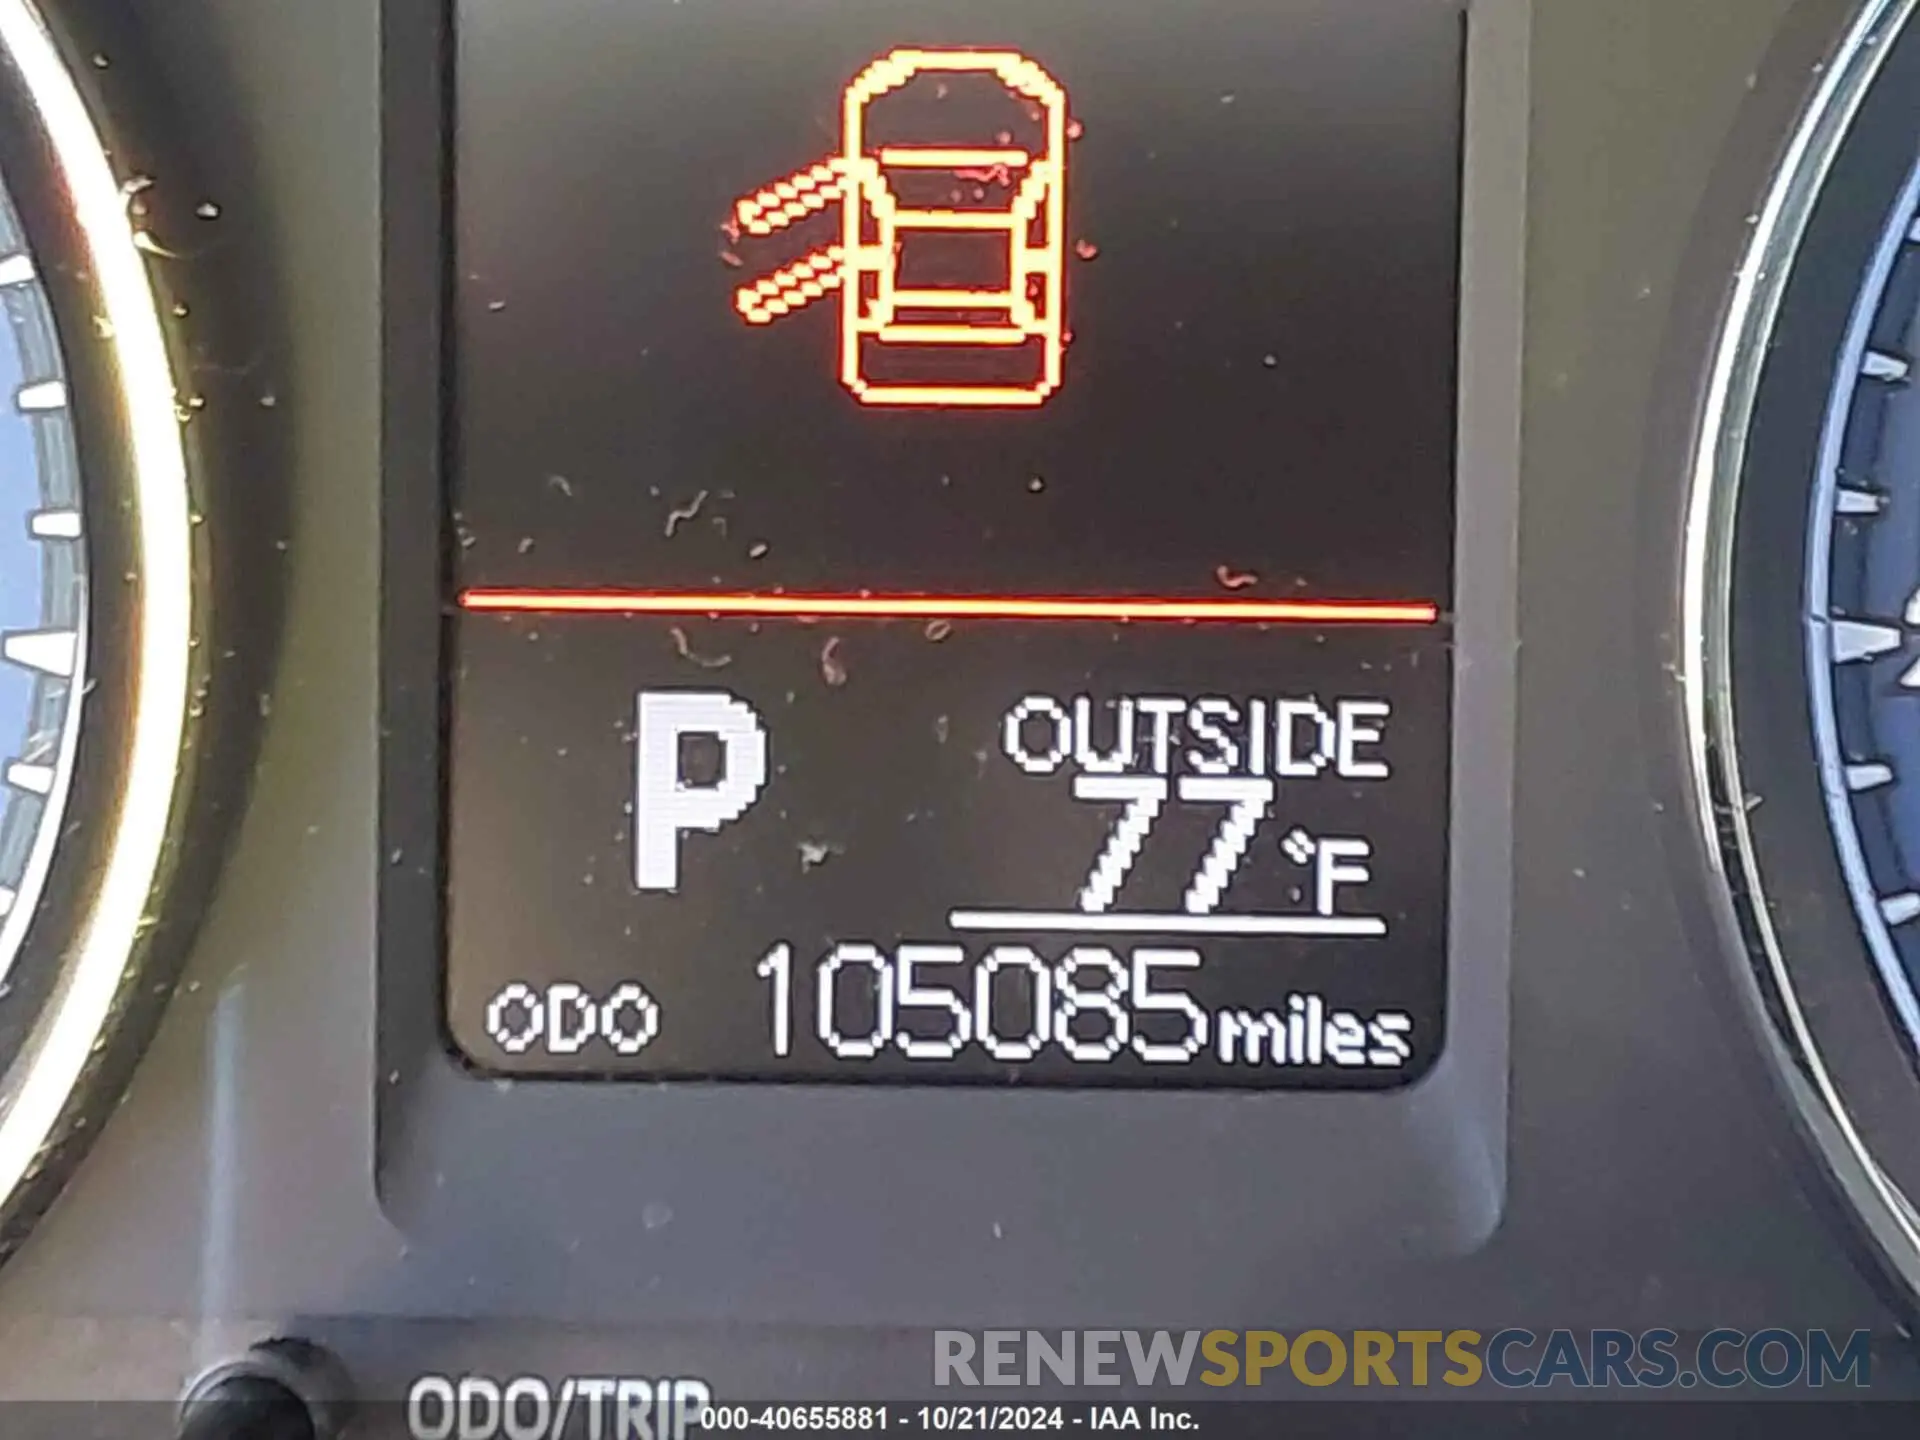 P
OUTSIDE
77 °F
ODO 105085 miles
RENEWSPORTSCARS.COM
ODO/TRIP
000-40655881 - 10/21/2024 - IAA Inc.